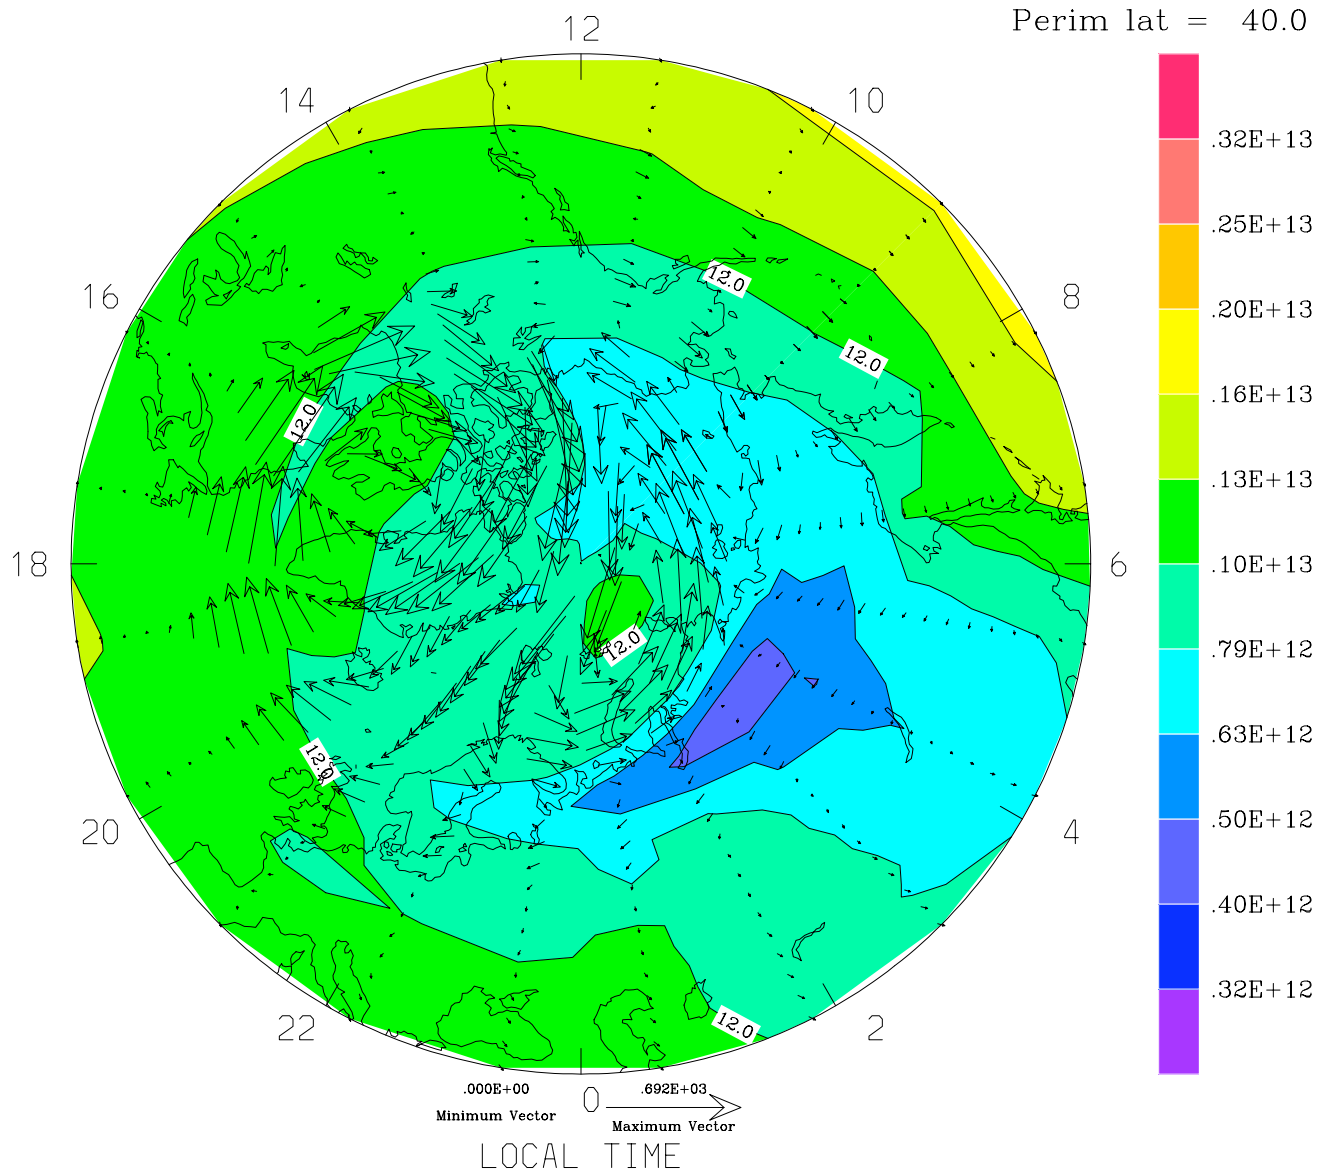 Perim lat = 40.0
12
14
10
16
8
18
6
20
4
22
2
0
12.0
12.0
12.0
12.0
12.0
12.0
.32E+13
.25E+13
.20E+13
.16E+13
.13E+13
.10E+13
.79E+12
.63E+12
.50E+12
.40E+12
.32E+12
.000E+00
Minimum Vector
.692E+03
Maximum Vector
LOCAL TIME